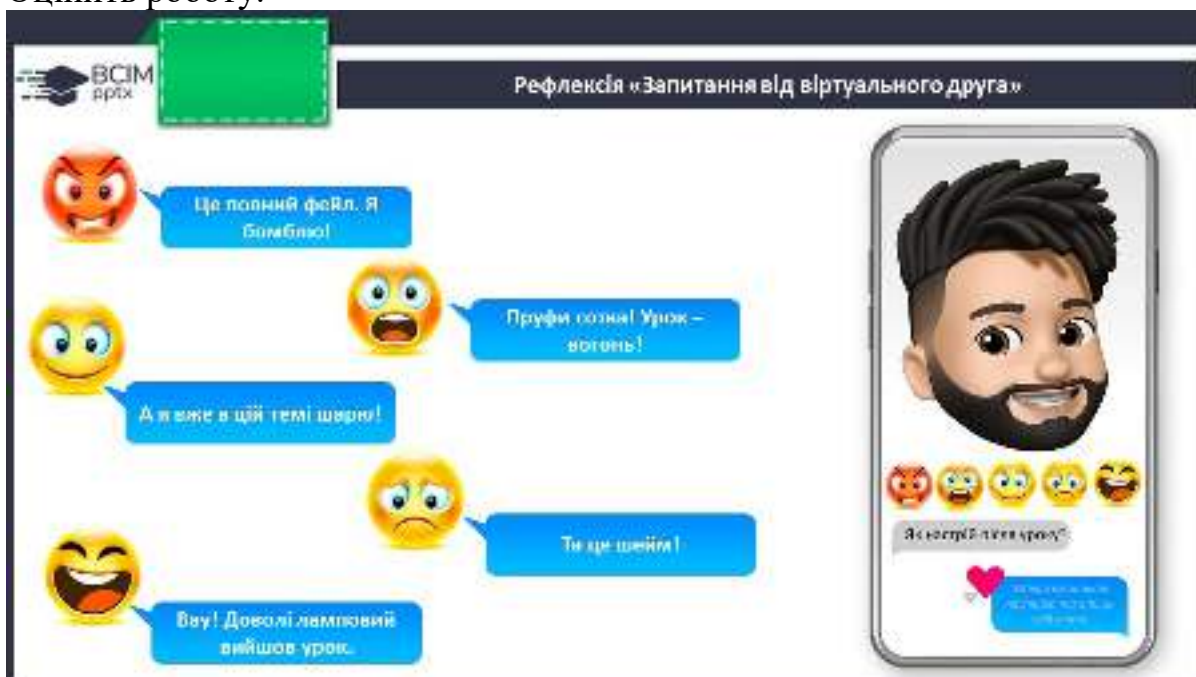 Оцініть роботу.
ВСІМ
pptx
Рефлексія «Запитання від віртуального друга»
Це повний фейл. Я
бомблю!
Пруфи
Урок –
вогонь!
А я вже в цій темі шарю!
Ти це шейм!
Вау! Доволі ламповий
вийшов урок.
Як настрій після уроку?